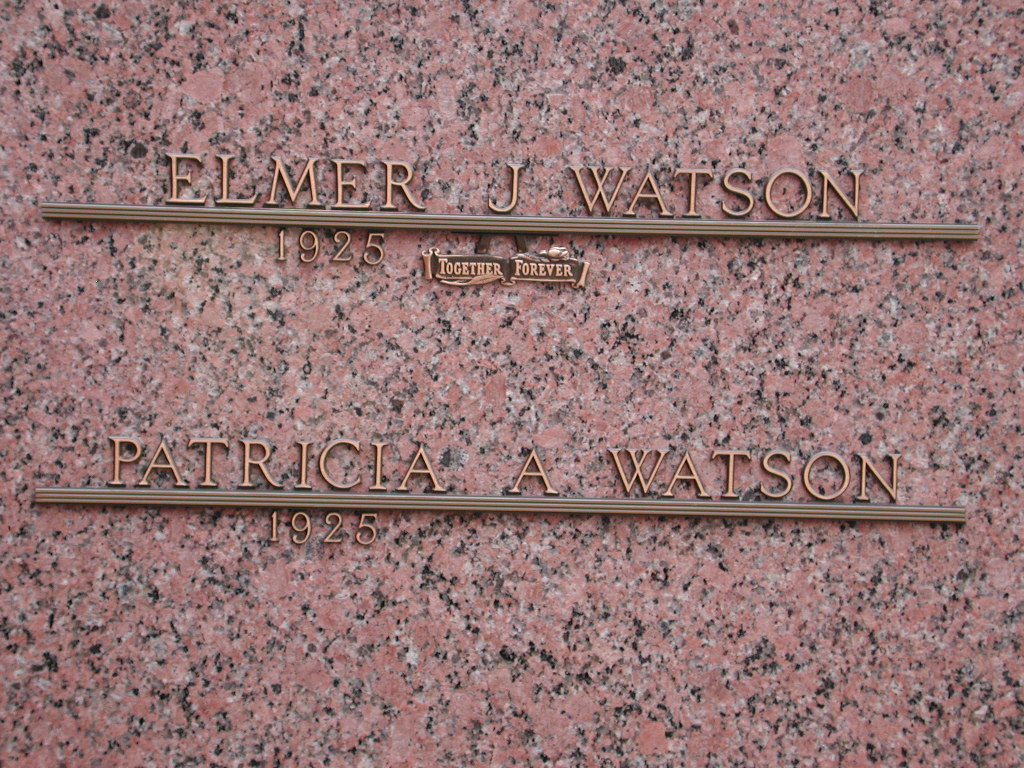 ELMER J WATSON
1925
TOGETHER FOREVER
PATRICIA A WATSON
1925